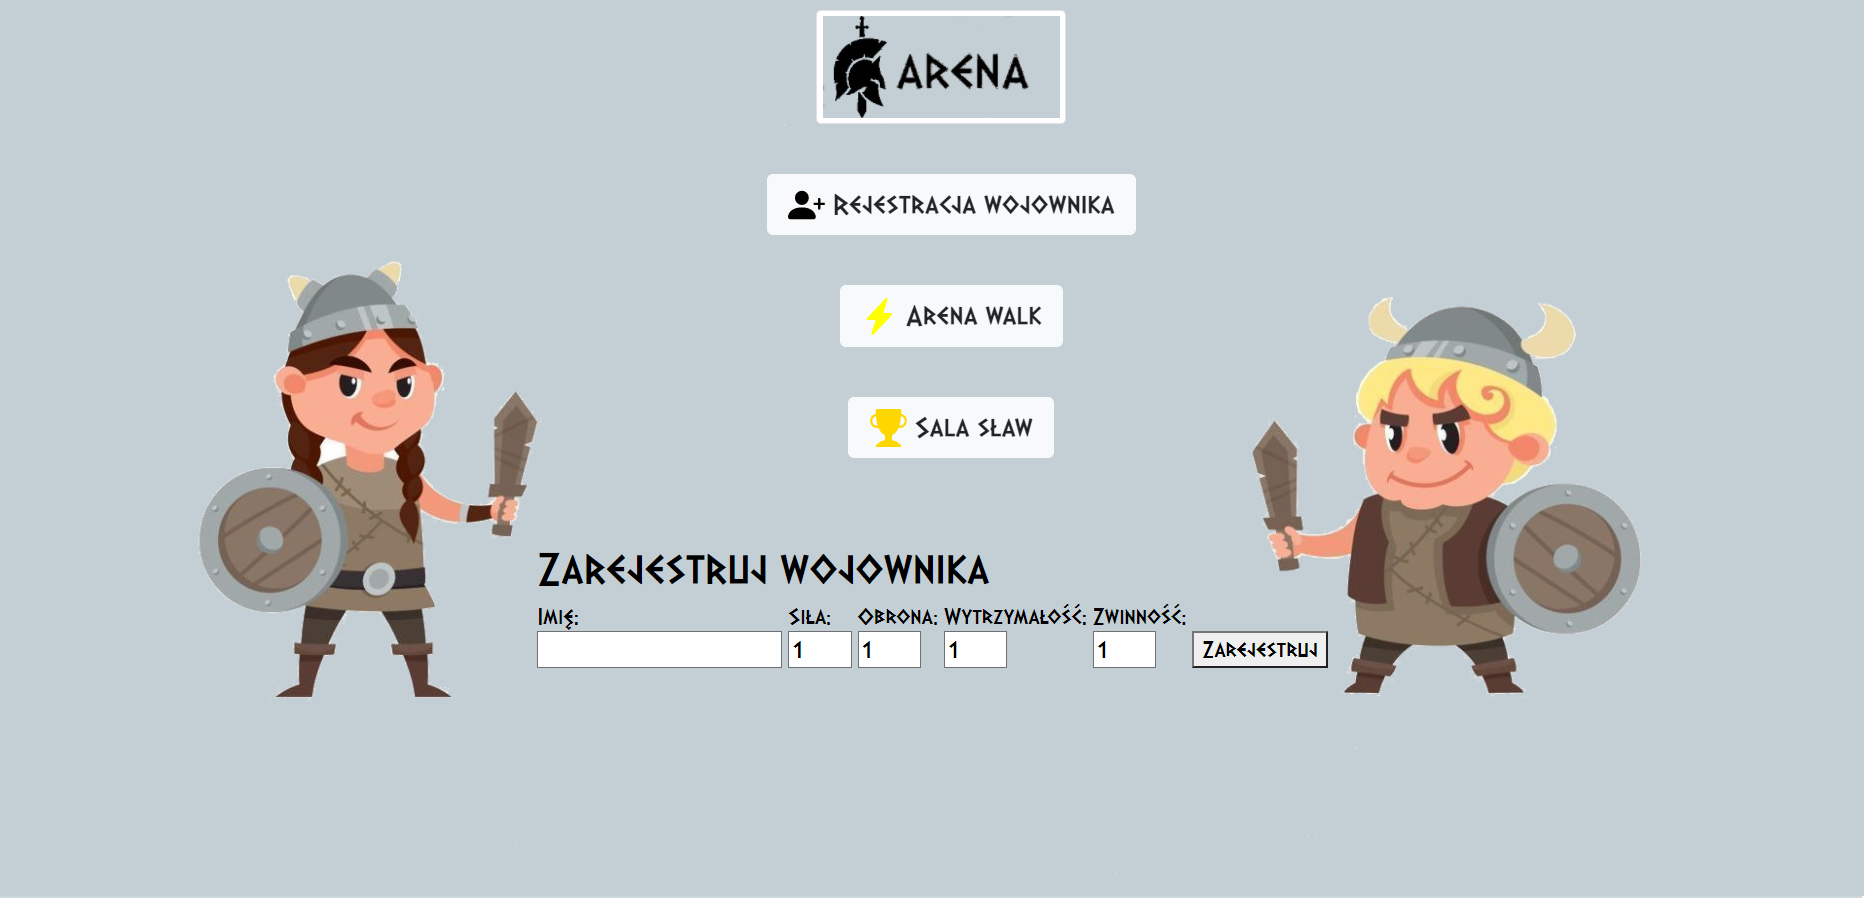 ARENA
Rejestracja wojownika
Arena walk
Sala sław
Zarejestruj wojownika
Imię: Siła: Obrona: Wytrzymałość: Zwinność:
1 1 1 1 Zarejestruj